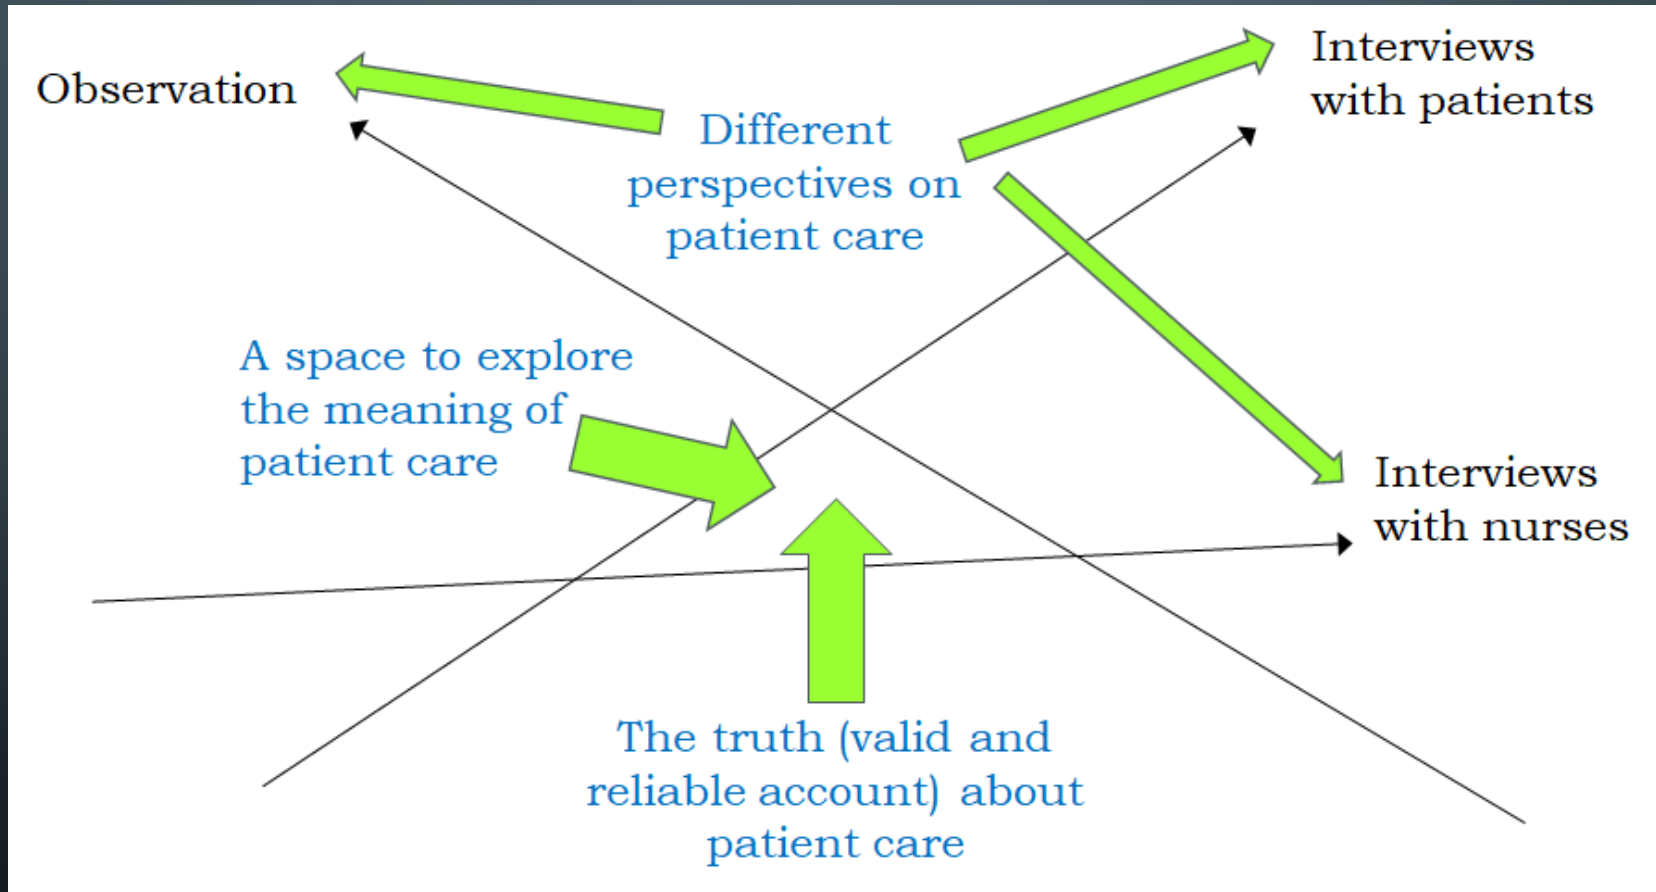 Observation
Different
perspectives on
patient care
Interviews
with patients
A space to explore
the meaning of
patient care
Interviews
with nurses
The truth (valid and
reliable account) about
patient care